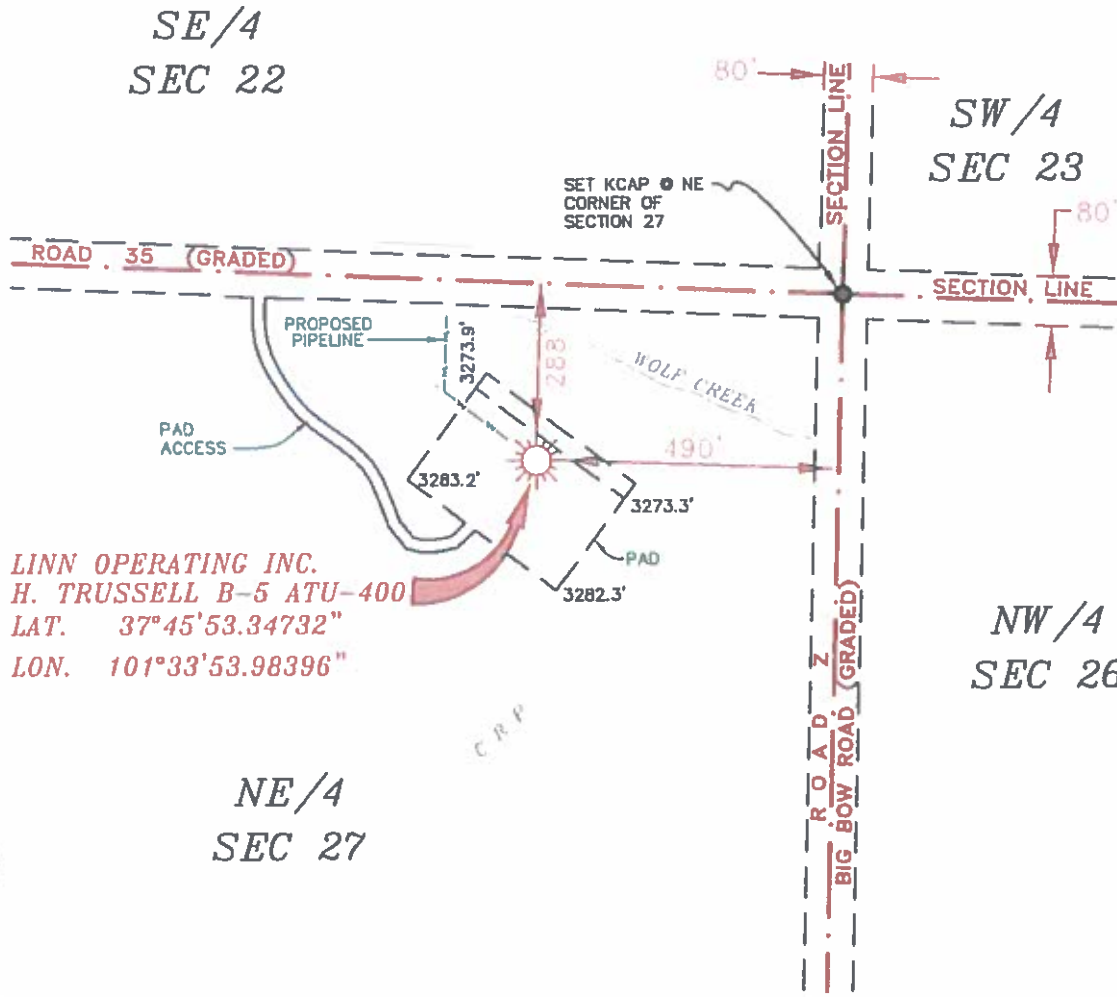 SE/4
SEC 22
80'
SECTION LINE
SW/4
SEC 23
SET KCAP @ NE
CORNER OF
SECTION 27
80'
ROAD 35 (GRADED)
SECTION LINE
PROPOSED
PIPELINE
3273.9'
288
WOLF CREEK
PAD
ACCESS
490'
3283.2'
3273.3'
PAD
3282.3'
LINN OPERATING INC.
H. TRUSSELL B-5 ATU-400
LAT. 37°45'53.34732"
LON. 101°33'53.98396"
NW/4
SEC 26
CRP
ROAD Z
BIG BOW ROAD (GRADED)
NE/4
SEC 27